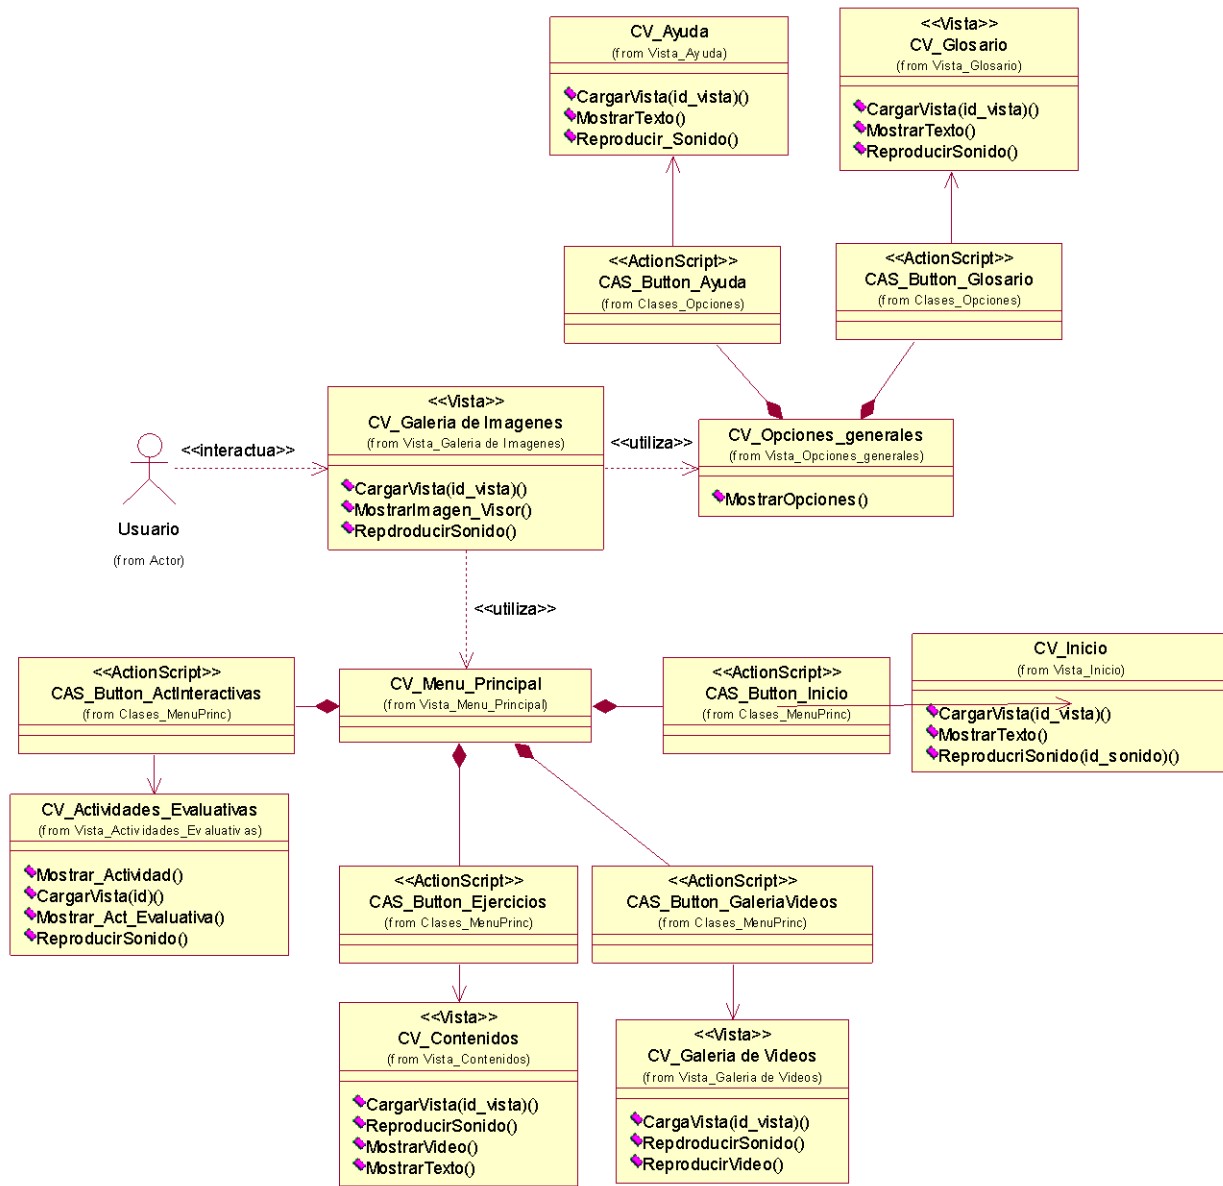 CV_Ayuda
(from Vista_Ayuda)
CargarVista(id_vista)()
MostrarTexto()
Reproducir_Sonido()
<<Vista>>
CV_Glosario
(from Vista_Glosario)
CargarVista(id_vista)()
MostrarTexto()
ReproducirSonido()
<<ActionScript>>
CAS_Button_Ayuda
(from Clases_Opciones)
<<ActionScript>>
CAS_Button_Glosario
(from Clases_Opciones)
Usuario
(from Actor)
<<interactua>>
<<Vista>>
CV_Galeria de Imagenes
(from Vista_Galeria de Imagenes)
CargarVista(id_vista)()
MostrarImagen_Visor()
RepdroducirSonido()
<<utiliza>>
CV_Opciones_generales
(from Vista_Opciones_generales)
MostrarOpciones()
<<utiliza>>
<<ActionScript>>
CAS_Button_ActInteractivas
(from Clases_MenuPrinc)
CV_Menu_Principal
(from Vista_Menu_Principal)
<<ActionScript>>
CAS_Button_Inicio
(from Clases_MenuPrinc)
CV_Inicio
(from Vista_Inicio)
CargarVista(id_vista)()
MostrarTexto()
ReproducriSonido(id_sonido)()
CV_Actividades_Evaluativas
(from Vista_Actividades_Evaluativas)
Mostrar_Actividad()
CargarVista(id)()
Mostrar_Act_Evaluativa()
ReproducirSonido()
<<ActionScript>>
CAS_Button_Ejercicios
(from Clases_MenuPrinc)
<<ActionScript>>
CAS_Button_GaleriaVideos
(from Clases_MenuPrinc)
<<Vista>>
CV_Contenidos
(from Vista_Contenidos)
CargarVista(id_vista)()
ReproducirSonido()
MostrarVideo()
MostrarTexto()
<<Vista>>
CV_Galeria de Videos
(from Vista_Galeria de Videos)
CargaVista(id_vista)()
RepdroducirSonido()
ReproducirVideo()